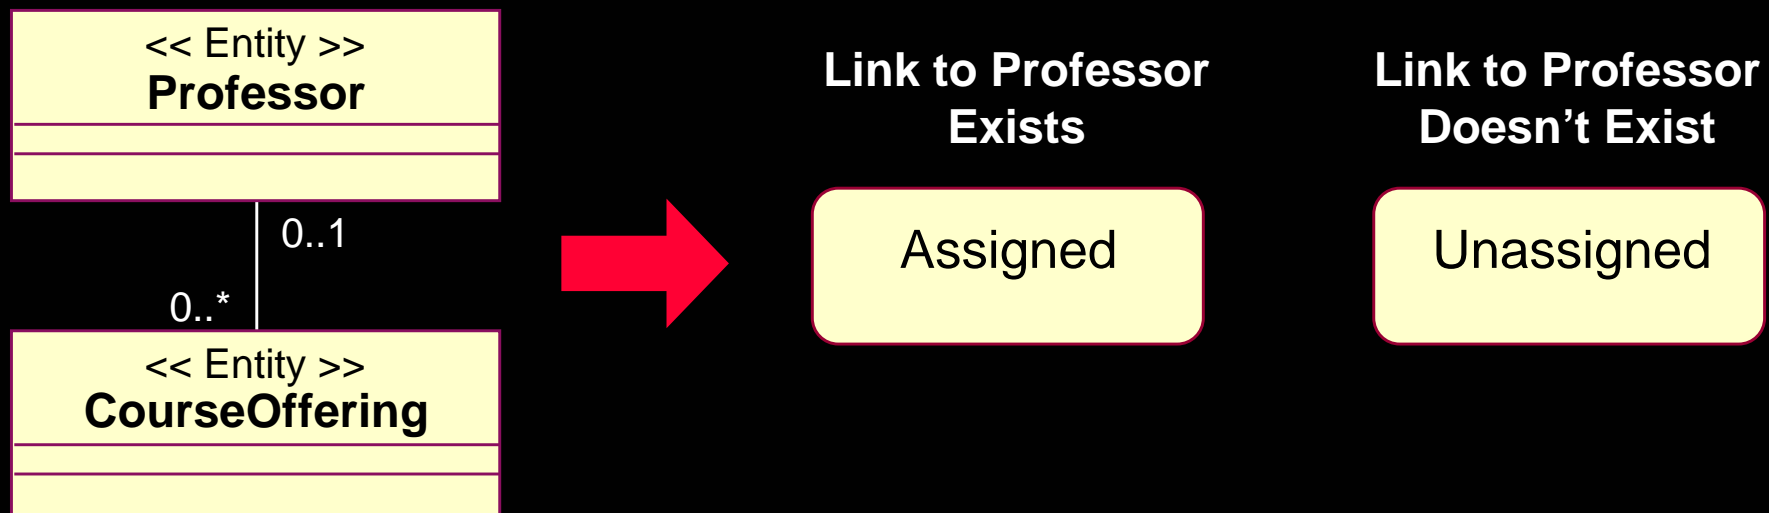 << Entity >>
Professor
0..1
0..*
<< Entity >>
CourseOffering
Link to Professor
Exists
Assigned
Link to Professor
Doesn’t Exist
Unassigned